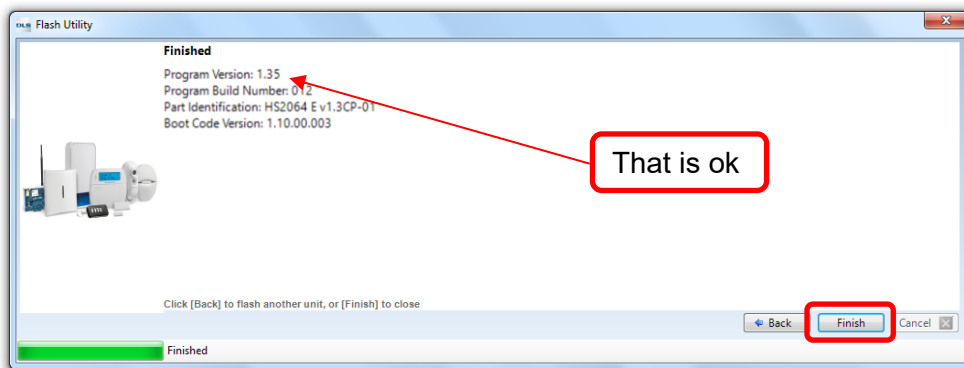 DLS Flash Utility
Finished
Program Version: 1.35
Program Build Number: 012
Part Identification: HS2064 E v1.3CP-01
Boot Code Version: 1.10.00.003
That is ok
Click [Back] to flash another unit, or [Finish] to close
Back Finish Cancel
Finished